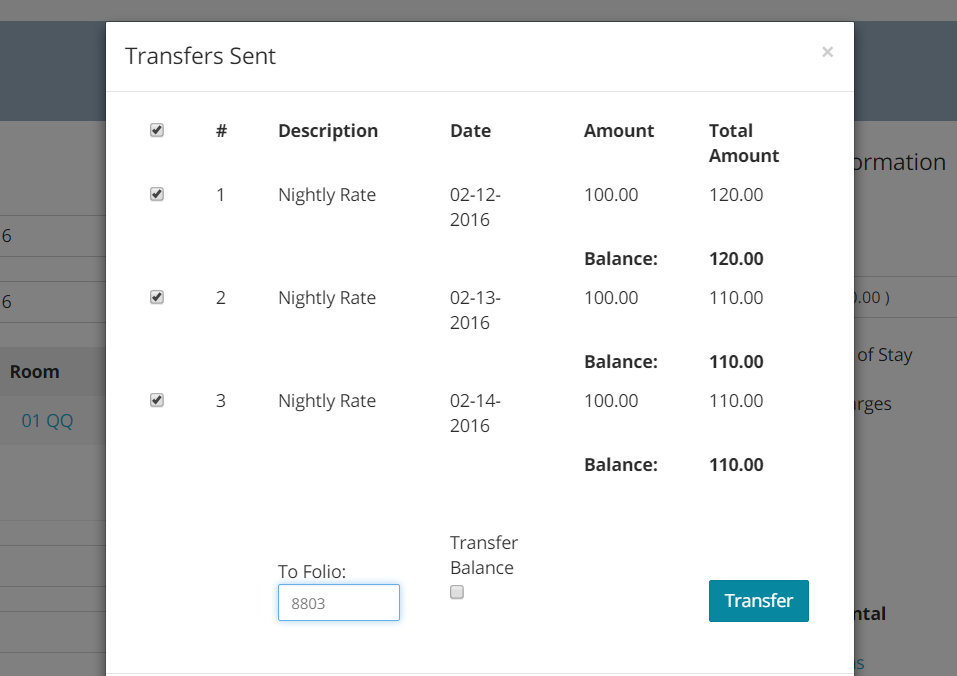 Transfers Sent ×
# Description Date Amount Total
Amount
ormation
1 Nightly Rate 02-12- 100.00 120.00
2016
6
Balance: 120.00
6
2 Nightly Rate 02-13- 100.00 110.00
0.00 )
2016
Balance: 110.00
of Stay
Room
3 Nightly Rate 02-14- 100.00 110.00
rges
2016
01 QQ
Balance: 110.00
Transfer
Balance
To Folio:
8803
Transfer
ntal
s